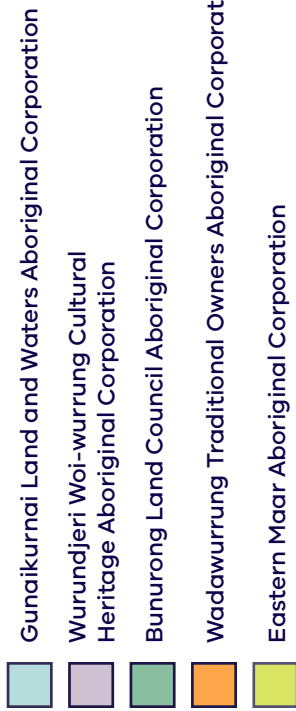 Gunaikurnai Land and Waters Aboriginal Corporation
Wurundjeri Woi-wurrung Cultural
Heritage Aboriginal Corporation
Bunurong Land Council Aboriginal Corporation
Wadawurrung Traditional Owners Aboriginal Corporat
Eastern Maar Aboriginal Corporation